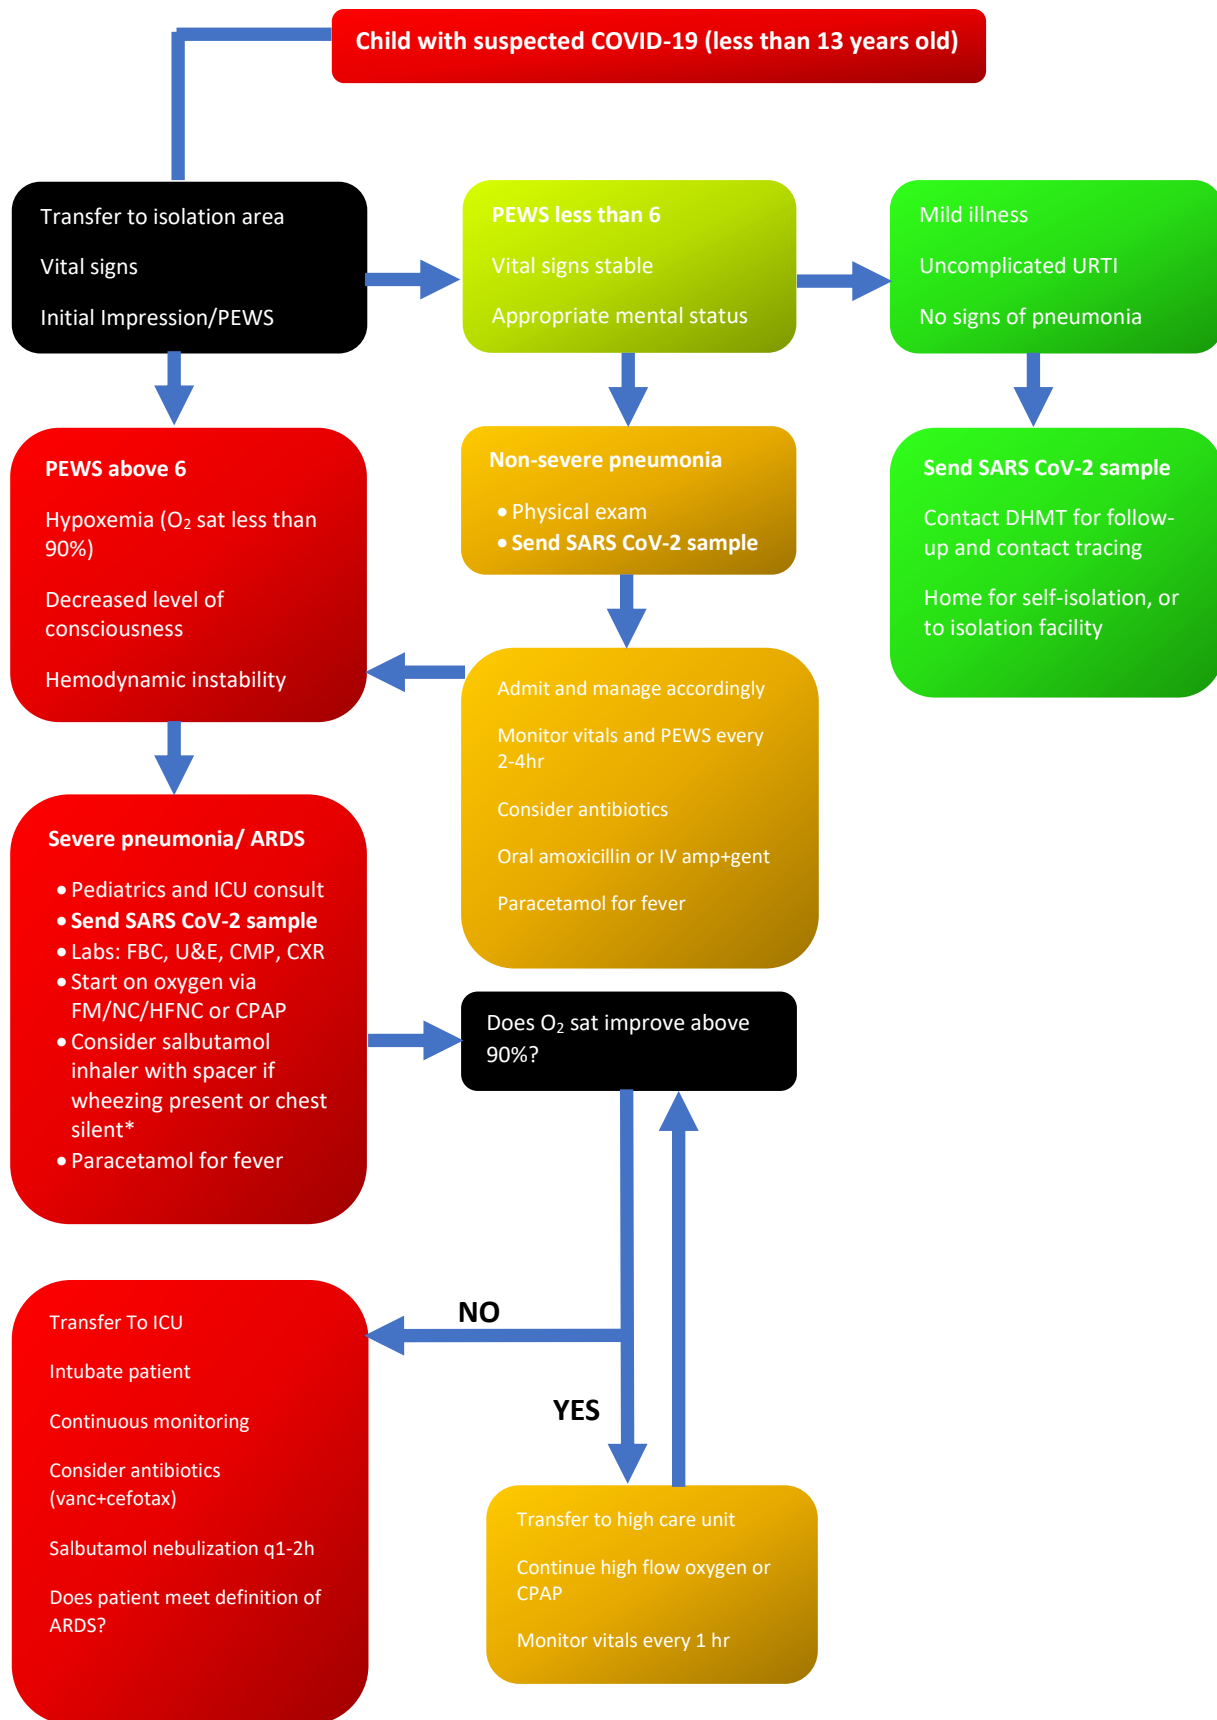 Child with suspected COVID-19 (less than 13 years old)
Transfer to isolation area
Vital signs
Initial Impression/PEWS
PEWS less than 6
Vital signs stable
Appropriate mental status
Mild illness
Uncomplicated URTI
No signs of pneumonia
PEWS above 6
Hypoxemia (O₂ sat less than
90%)
Decreased level of
consciousness
Hemodynamic instability
Non-severe pneumonia
• Physical exam
• Send SARS CoV-2 sample
Send SARS CoV-2 sample
Contact DHMT for follow-
up and contact tracing
Home for self-isolation, or
to isolation facility
Admit and manage accordingly
Monitor vitals and PEWS every
2-4hr
Consider antibiotics
Oral amoxicillin or IV amp+gent
Paracetamol for fever
Severe pneumonia/ ARDS
• Pediatrics and ICU consult
• Send SARS CoV-2 sample
• Labs: FBC, U&E, CMP, CXR
• Start on oxygen via
FM/NC/HFNC or CPAP
• Consider salbutamol
inhaler with spacer if
wheezing present or chest
silent*
• Paracetamol for fever
Does O₂ sat improve above
90%?
NO
YES
Transfer To ICU
Intubate patient
Continuous monitoring
Consider antibiotics
(vanc+cefotax)
Salbutamol nebulization q1-2h
Does patient meet definition of
ARDS?
Transfer to high care unit
Continue high flow oxygen or
CPAP
Monitor vitals every 1 hr